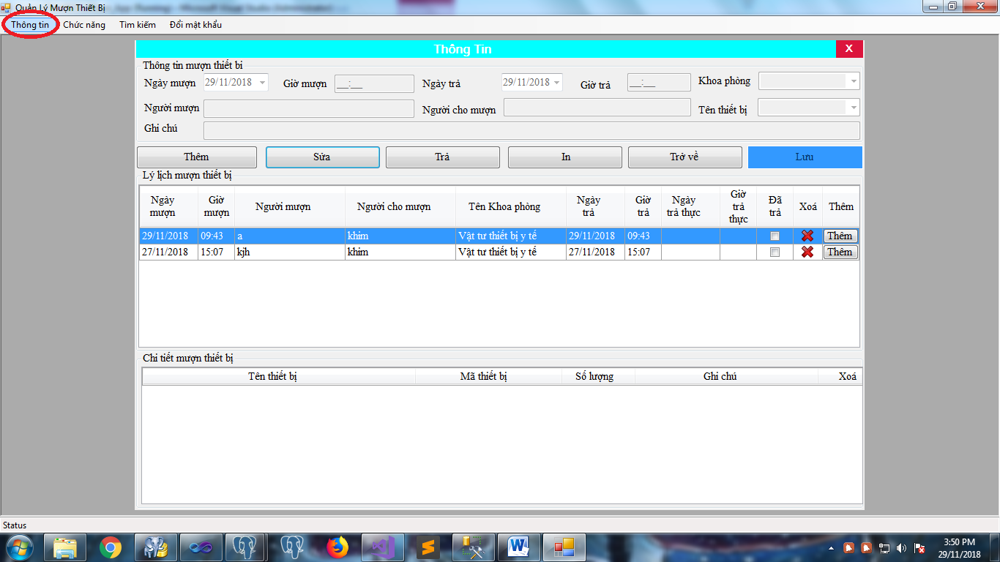 Quản Lý Mượn Thiết Bị
Thông tin Chức năng Tìm kiếm Đổi mật khẩu
Thông Tin X
Thông tin mượn thiết bị
Ngày mượn 29/11/2018 Giờ mượn __:__ Ngày trả 29/11/2018 Giờ trả __:__ Khoa phòng
Người mượn Người cho mượn Tên thiết bị
Ghi chú
Thêm Sửa Trả In Trở về Lưu
Lý lịch mượn thiết bị
Ngày mượn Giờ mượn Người mượn Người cho mượn Tên Khoa phòng Ngày trả Giờ trả Ngày trả thực Giờ trả thực Đã trả Xoá Thêm
29/11/2018 09:43 a khim Vật tư thiết bị y tế 29/11/2018 09:43 Thêm
27/11/2018 15:07 kjh khim Vật tư thiết bị y tế 27/11/2018 15:07 Thêm
Chi tiết mượn thiết bị
Tên thiết bị Mã thiết bị Số lượng Ghi chú Xoá
Status
3:50 PM
29/11/2018